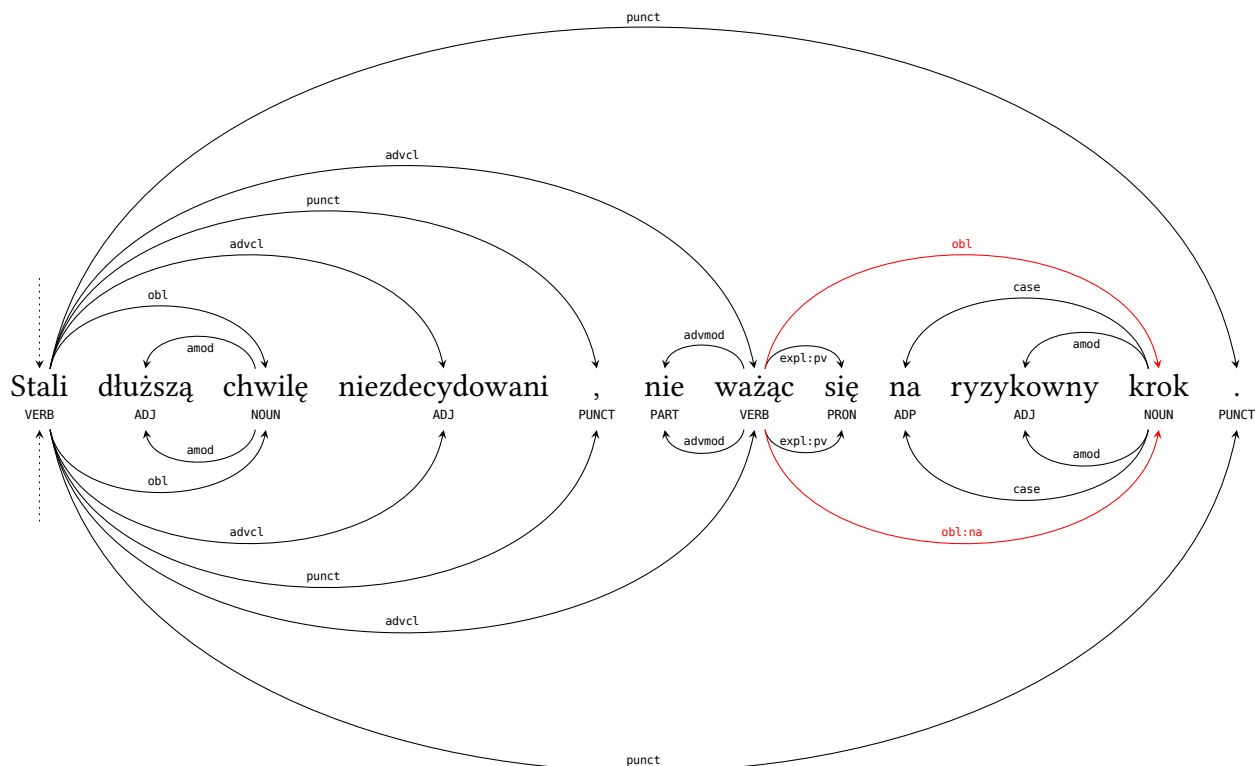 punct
advcl
punct
advcl obl
obl case
amod advmod expl:pv amod
Stali dłuższą chwilę niezdecydowani , nie ważąc się na ryzykowny krok .
VERB ADJ NOUN ADJ PUNCT PART VERB PRON ADP ADJ NOUN PUNCT
amod advmod expl:pv amod
obl case
advcl obl:na
punct
advcl
punct